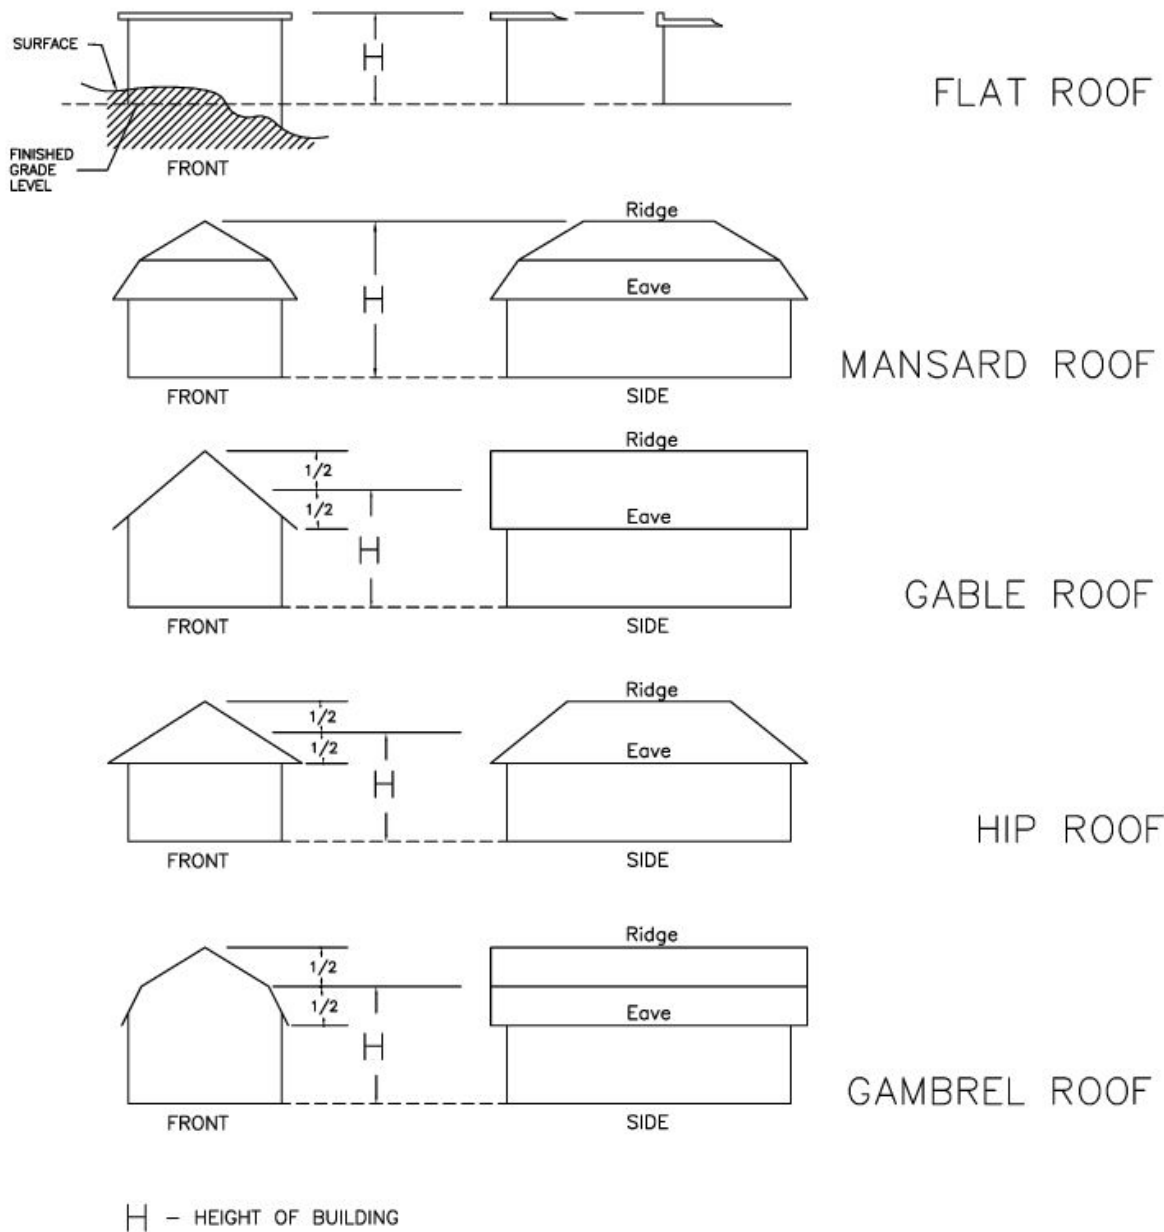 SURFACE
H
FLAT ROOF
FINISHED
GRADE
LEVEL
FRONT
Ridge
H
Eave
MANSARD ROOF
FRONT
SIDE
Ridge
1/2
1/2
Eave
H
GABLE ROOF
FRONT
SIDE
Ridge
1/2
1/2
Eave
H
HIP ROOF
FRONT
SIDE
Ridge
1/2
1/2
Eave
H
GAMBREL ROOF
FRONT
SIDE
H - HEIGHT OF BUILDING